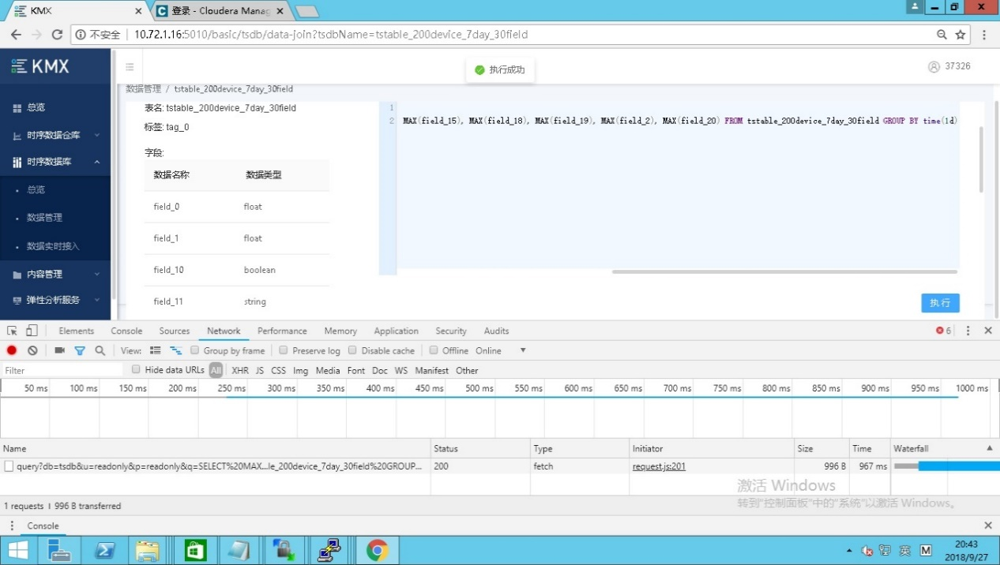 KMX
登录 - Cloudera Manag
不安全 | 10.72.1.16:5010/basic/tsdb/data-join?tsdbName=tstable_200device_7day_30field
KMX
执行成功
37326
数据管理 / tstable_200device_7day_30field
总览
时序数据仓库
时序数据库
总览
数据管理
数据实时接入
内容管理
弹性分析服务
表名: tstable_200device_7day_30field
标签: tag_0
字段:
数据名称 数据类型
field_0 float
field_1 float
field_10 boolean
field_11 string
1
2 MAX(field_15), MAX(field_18), MAX(field_19), MAX(field_2), MAX(field_20) FROM tstable_200device_7day_30field GROUP BY time(1d)
执行
Elements Console Sources Network Performance Memory Application Security Audits 6
View: Group by frame Preserve log Disable cache Offline Online
Filter Hide data URLs All XHR JS CSS Img Media Font Doc WS Manifest Other
50 ms 100 ms 150 ms 200 ms 250 ms 300 ms 350 ms 400 ms 450 ms 500 ms 550 ms 600 ms 650 ms 700 ms 750 ms 800 ms 850 ms 900 ms 950 ms 1000 ms
Name Status Type Initiator Size Time Waterfall
query?db=tsdb&u=readonly&p=readonly&q=SELECT%20MAX...le_200device_7day_30field%20GROUP... 200 fetch request.js:201 996 B 967 ms
激活 Windows
转到"控制面板"中的"系统"以激活 Windows。
1 requests | 996 B transferred
Console
英 M
20:43
2018/9/27